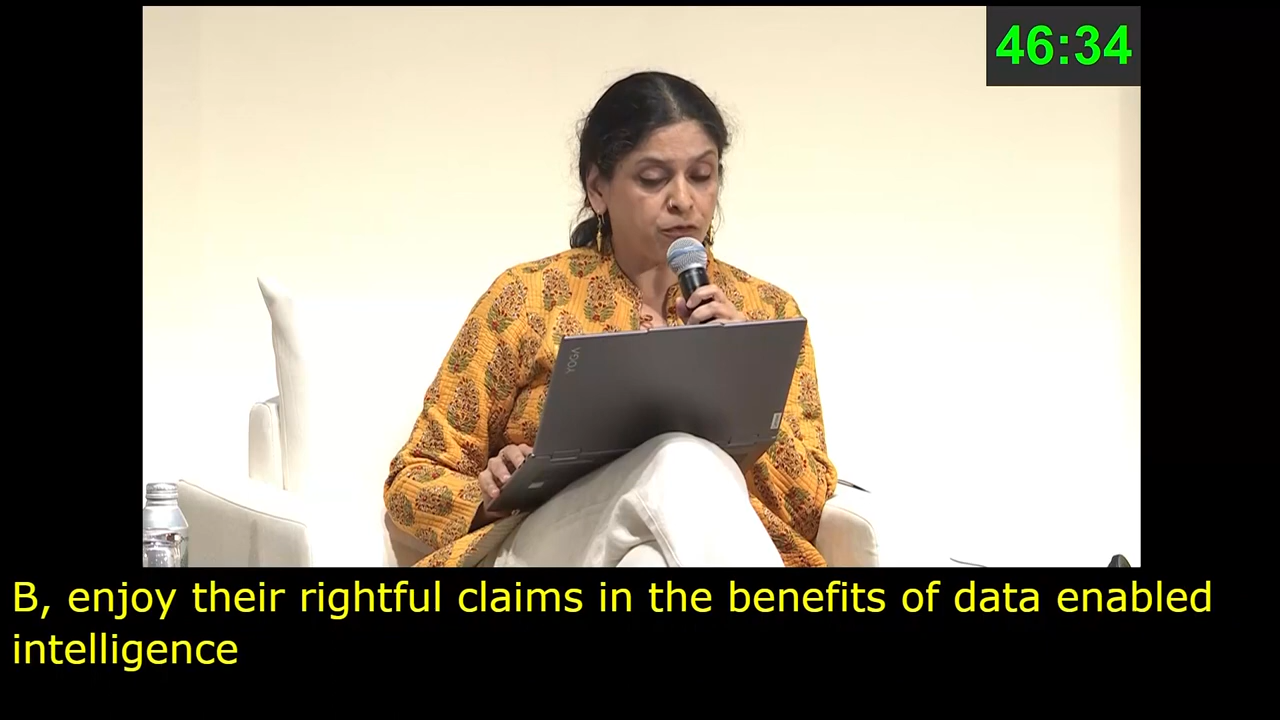 46:34
YOGA
B, enjoy their rightful claims in the benefits of data enabled
intelligence